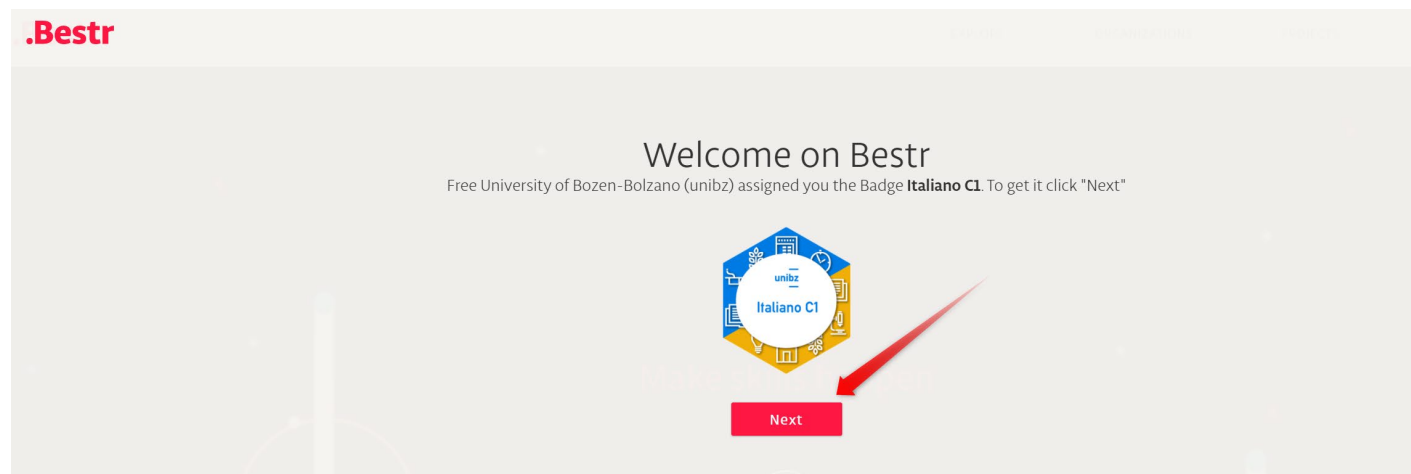 .Bestr
Welcome on Bestr
Free University of Bozen-Bolzano (unibz) assigned you the Badge Italiano C1. To get it click "Next"
unibz
Italiano C1
Next